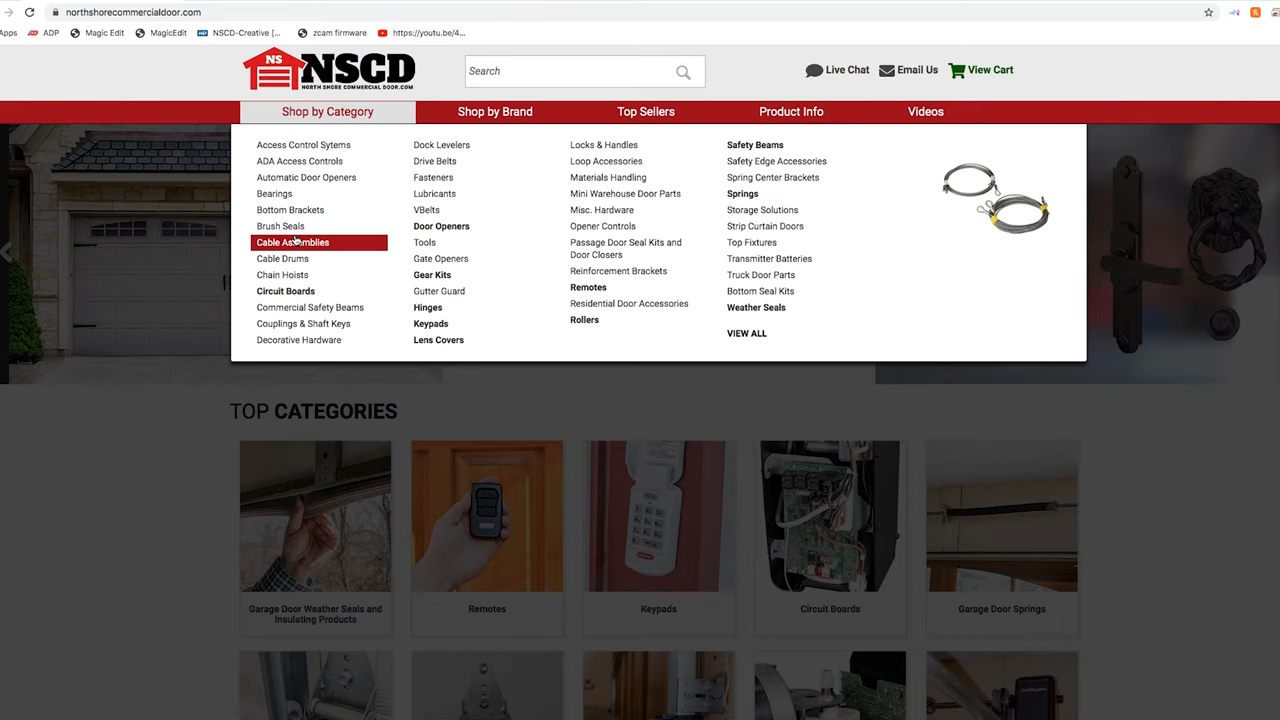 northshorecommercialdoor.com
Apps ADP Magic Edit MagicEdit NSCD-Creative [... zcam firmware https://youtu.be/4...
NS NSCD
NORTH SHORE COMMERCIAL DOOR.COM
Search
Live Chat Email Us View Cart
Shop by Category Shop by Brand Top Sellers Product Info Videos
Access Control Sytems
ADA Access Controls
Automatic Door Openers
Bearings
Bottom Brackets
Brush Seals
Cable Assemblies
Cable Drums
Chain Hoists
Circuit Boards
Commercial Safety Beams
Couplings & Shaft Keys
Decorative Hardware
Dock Levelers
Drive Belts
Fasteners
Lubricants
VBelts
Door Openers
Tools
Gate Openers
Gear Kits
Gutter Guard
Hinges
Keypads
Lens Covers
Locks & Handles
Loop Accessories
Materials Handling
Mini Warehouse Door Parts
Misc. Hardware
Opener Controls
Passage Door Seal Kits and
Door Closers
Reinforcement Brackets
Remotes
Residential Door Accessories
Rollers
Safety Beams
Safety Edge Accessories
Spring Center Brackets
Springs
Storage Solutions
Strip Curtain Doors
Top Fixtures
Transmitter Batteries
Truck Door Parts
Bottom Seal Kits
Weather Seals
VIEW ALL
TOP CATEGORIES
Garage Door Weather Seals and
Insulating Products
Remotes
Keypads
Circuit Boards
Garage Door Springs